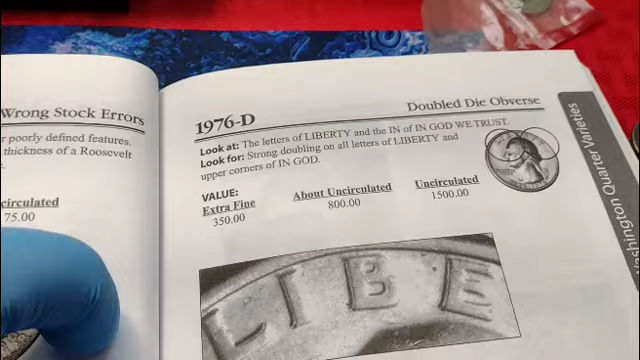 Wrong Stock Errors
r poorly defined features.
thickness of a Roosevelt
circulated
75.00
1976-D
Doubled Die Obverse
Look at: The letters of LIBERTY and the IN of IN GOD WE TRUST.
Look for: Strong doubling on all letters of LIBERTY and
upper corners of IN GOD.
VALUE:
Extra Fine About Uncirculated Uncirculated
350.00 800.00 1500.00
LIBE
Washington Quarter Varieties